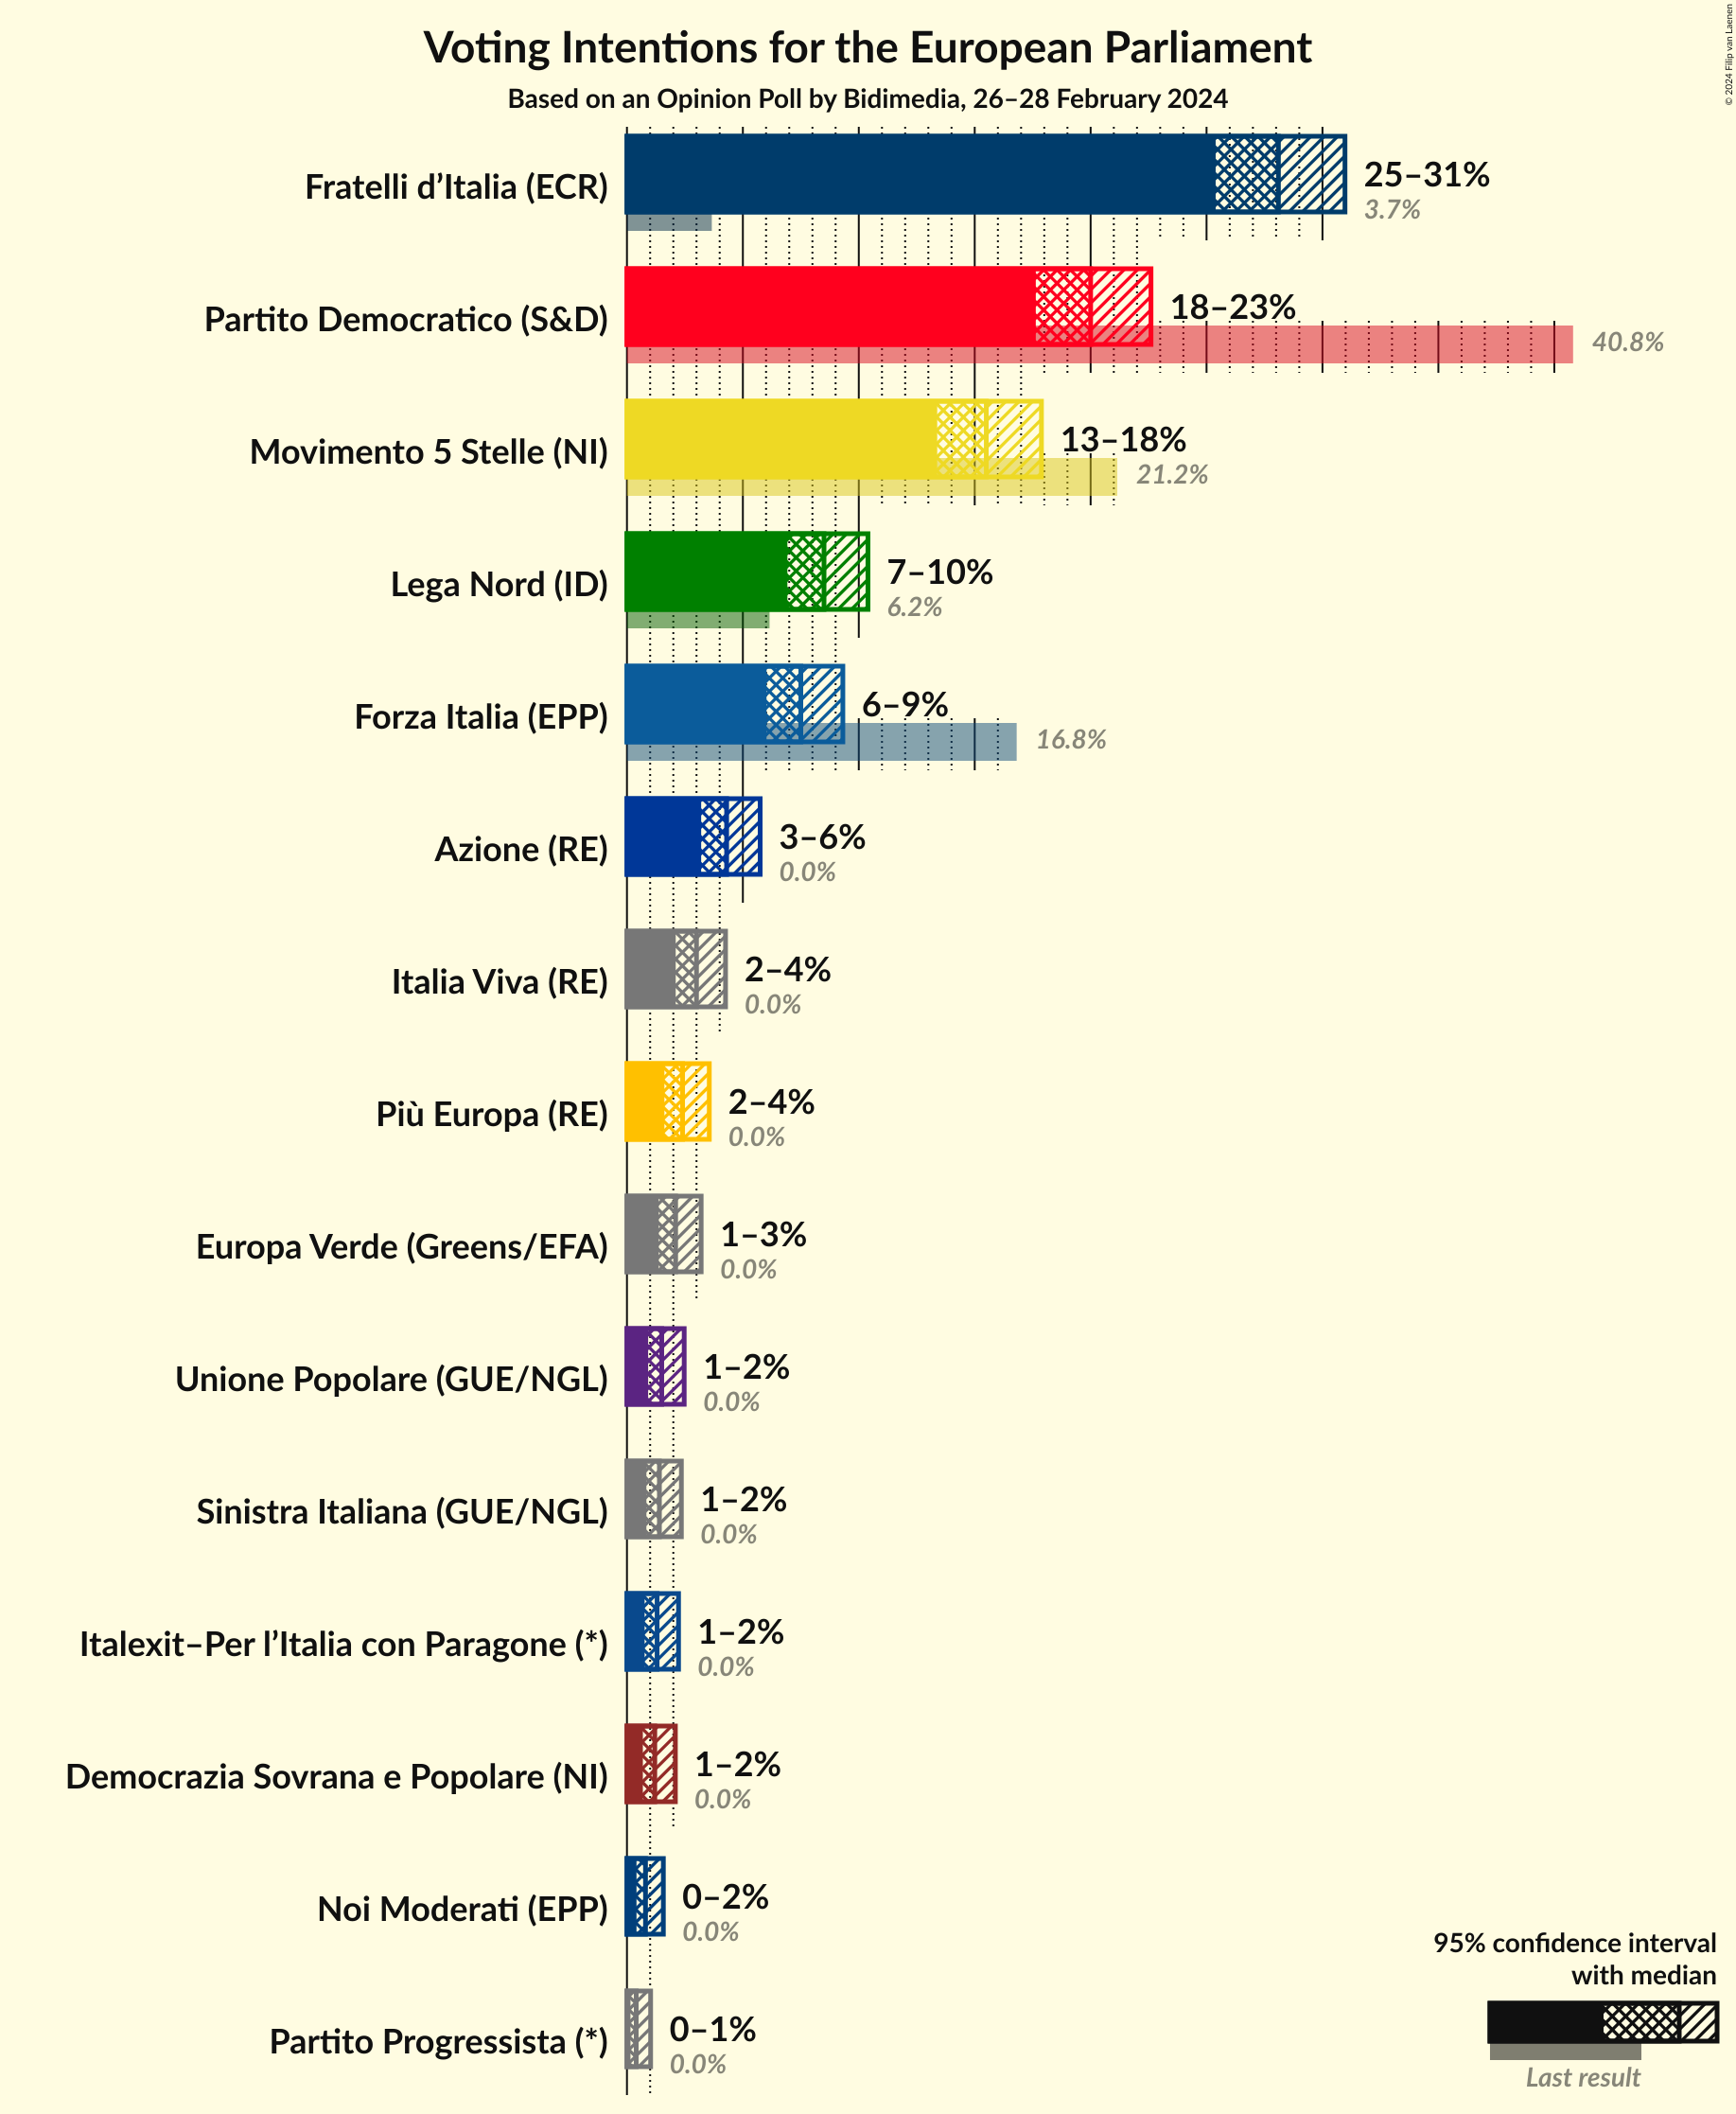 Voting Intentions for the European Parliament
Based on an Opinion Poll by Bidimedia, 26–28 February 2024
© 2024 Filip van Laenen
Fratelli d’Italia (ECR)
25–31%
3.7%
Partito Democratico (S&D)
18–23%
40.8%
Movimento 5 Stelle (NI)
13–18%
21.2%
Lega Nord (ID)
7–10%
6.2%
Forza Italia (EPP)
6–9%
16.8%
Azione (RE)
3–6%
0.0%
Italia Viva (RE)
2–4%
0.0%
Più Europa (RE)
2–4%
0.0%
Europa Verde (Greens/EFA)
1–3%
0.0%
Unione Popolare (GUE/NGL)
1–2%
0.0%
Sinistra Italiana (GUE/NGL)
1–2%
0.0%
Italexit–Per l’Italia con Paragone (*)
1–2%
0.0%
Democrazia Sovrana e Popolare (NI)
1–2%
0.0%
Noi Moderati (EPP)
0–2%
0.0%
Partito Progressista (*)
0–1%
0.0%
95% confidence interval
with median
Last result